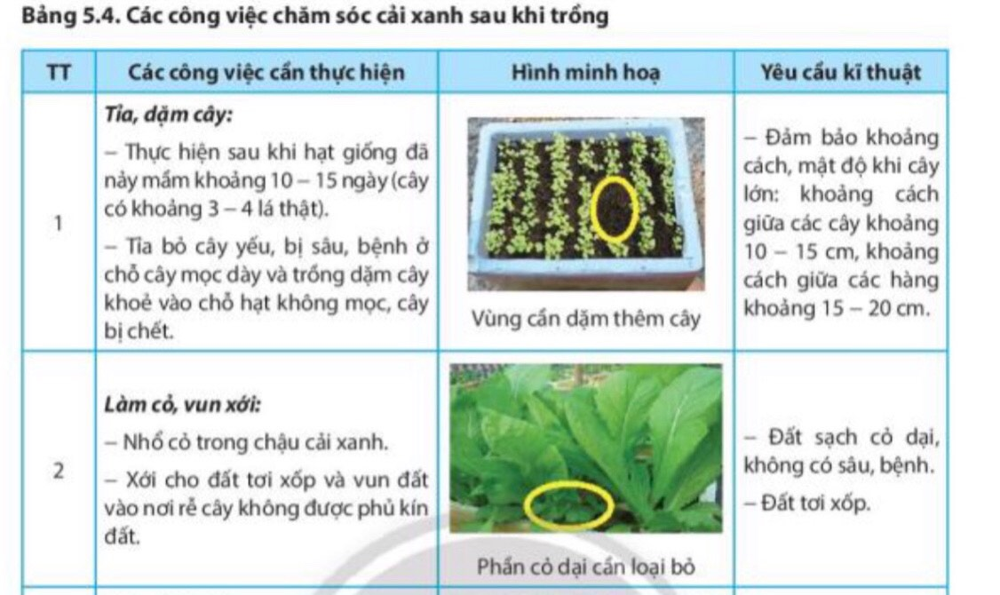 Bảng 5.4. Các công việc chăm sóc cải xanh sau khi trồng
TT
Các công việc cần thực hiện
Hình minh hoạ
Yêu cầu kĩ thuật
1
Tỉa, dặm cây:
– Thực hiện sau khi hạt giống đã
nảy mầm khoảng 10 – 15 ngày (cây
có khoảng 3 – 4 lá thật).
– Tỉa bỏ cây yếu, bị sâu, bệnh ở
chỗ cây mọc dày và trồng dặm cây
khoẻ vào chỗ hạt không mọc, cây
bị chết.
Vùng cần dặm thêm cây
– Đảm bảo khoảng
cách, mật độ khi cây
lớn: khoảng cách
giữa các cây khoảng
10 – 15 cm, khoảng
cách giữa các hàng
khoảng 15 – 20 cm.
2
Làm cỏ, vun xới:
– Nhổ cỏ trong chậu cải xanh.
– Xới cho đất tơi xốp và vun đất
vào nơi rễ cây không được phủ kín
đất.
Phần cỏ dại cần loại bỏ
– Đất sạch cỏ dại,
không có sâu, bệnh.
– Đất tơi xốp.